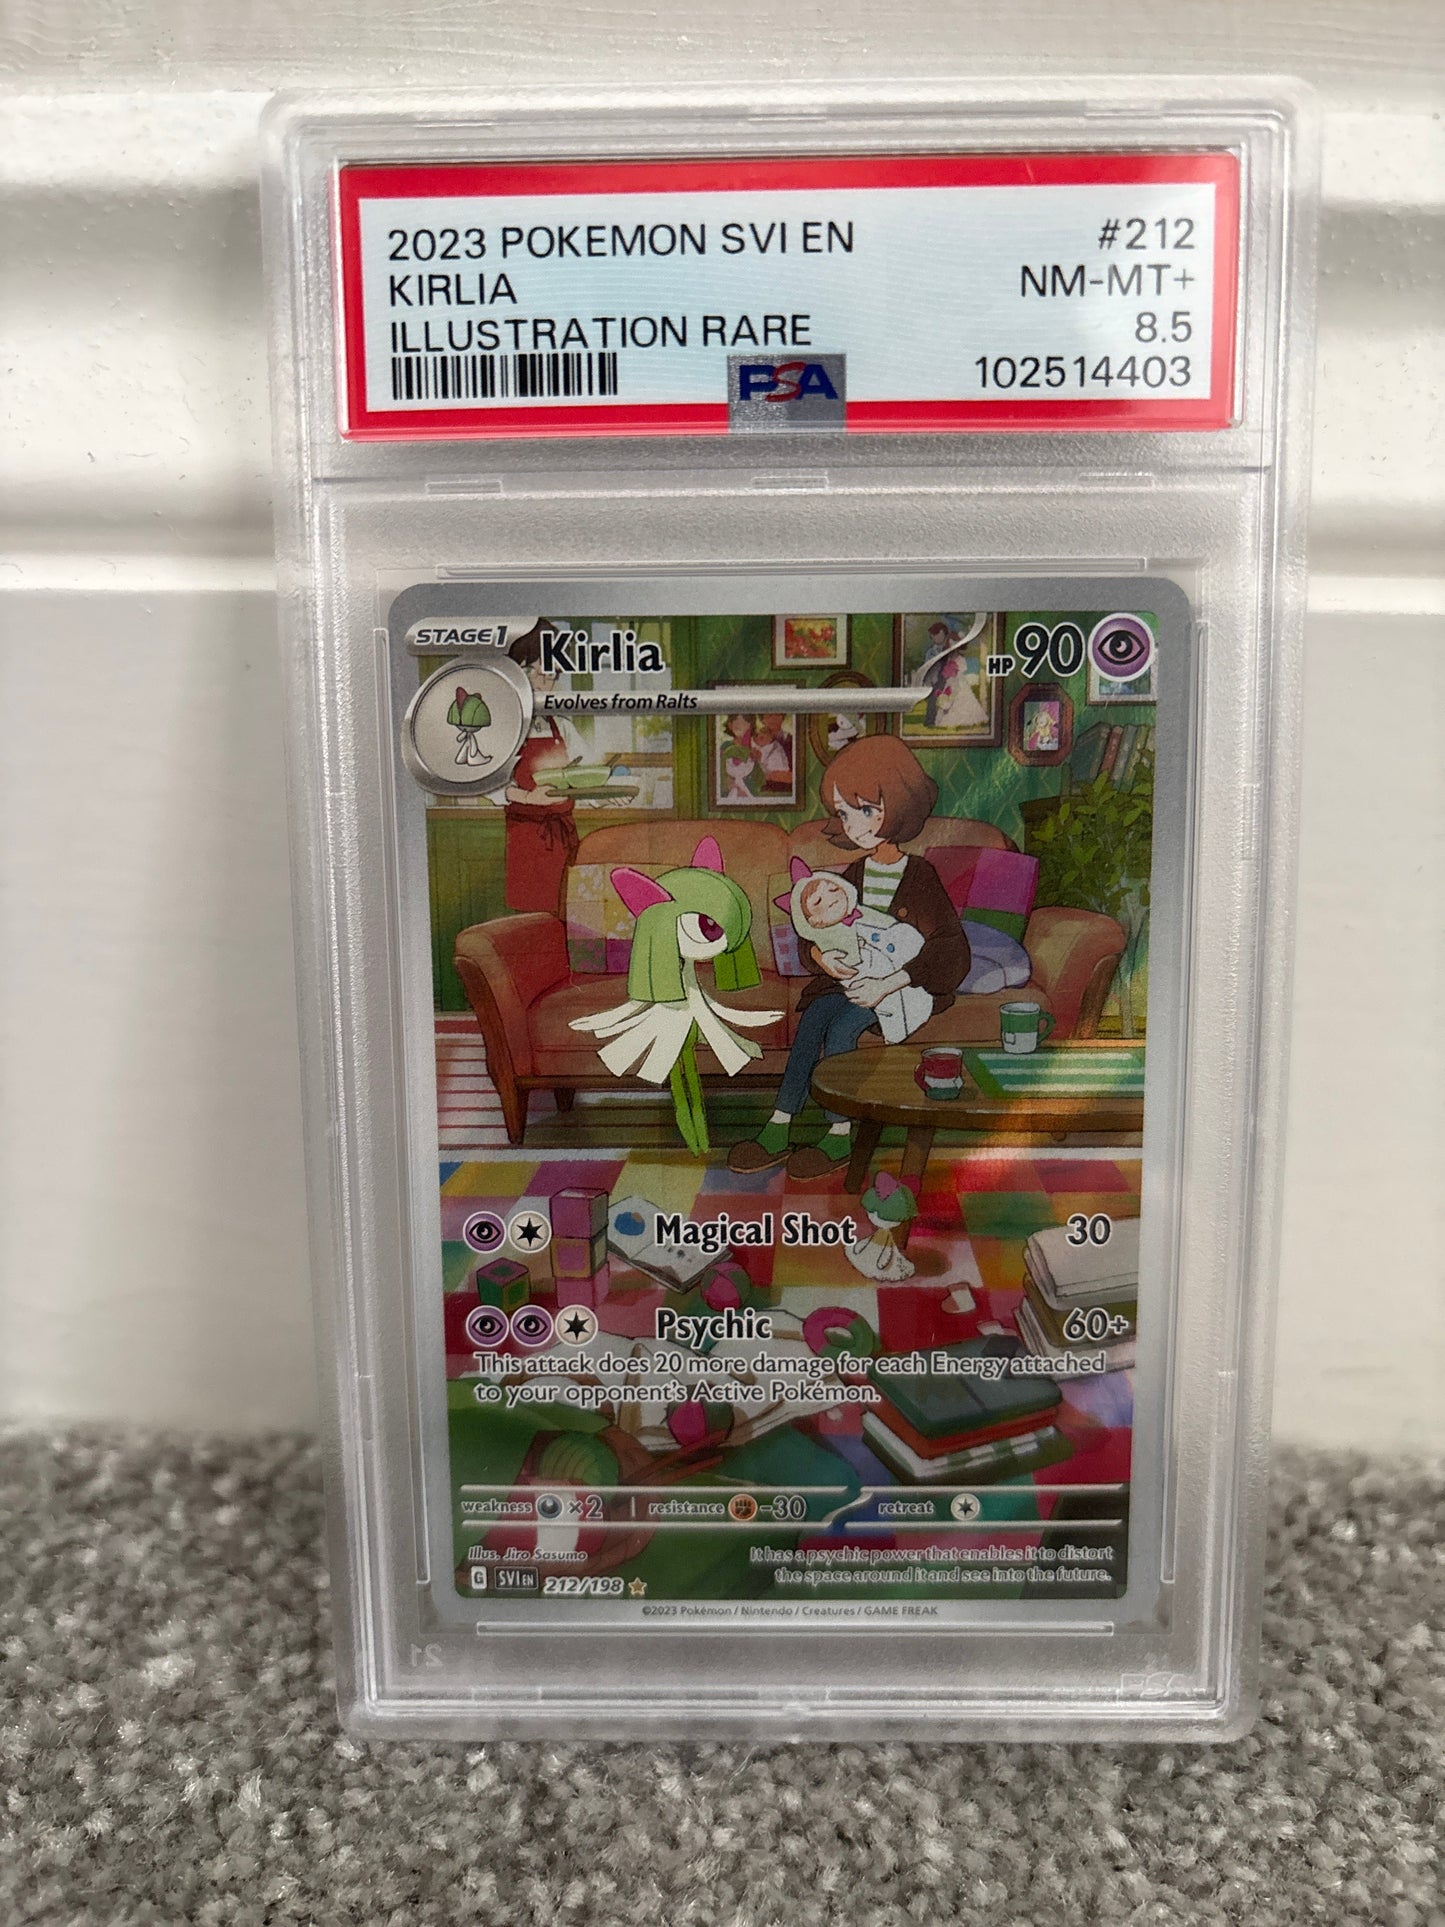 2023 POKEMON SVI EN #212
KIRLIA NM-MT+
ILLUSTRATION RARE 8.5
PSA 102514403
STAGE1 Kirlia HP 90
Evolves from Ralts
Magical Shot 30
Psychic 60+
This attack does 20 more damage for each Energy attached
to your opponent's Active Pokémon.
weakness ×2 resistance -30 retreat
Illus. Jiro Sasumo
It has a psychic power that enables it to distort
the space around it and see into the future.
G SVI EN 212/198
©2023 Pokémon / Nintendo / Creatures / GAME FREAK
PSA